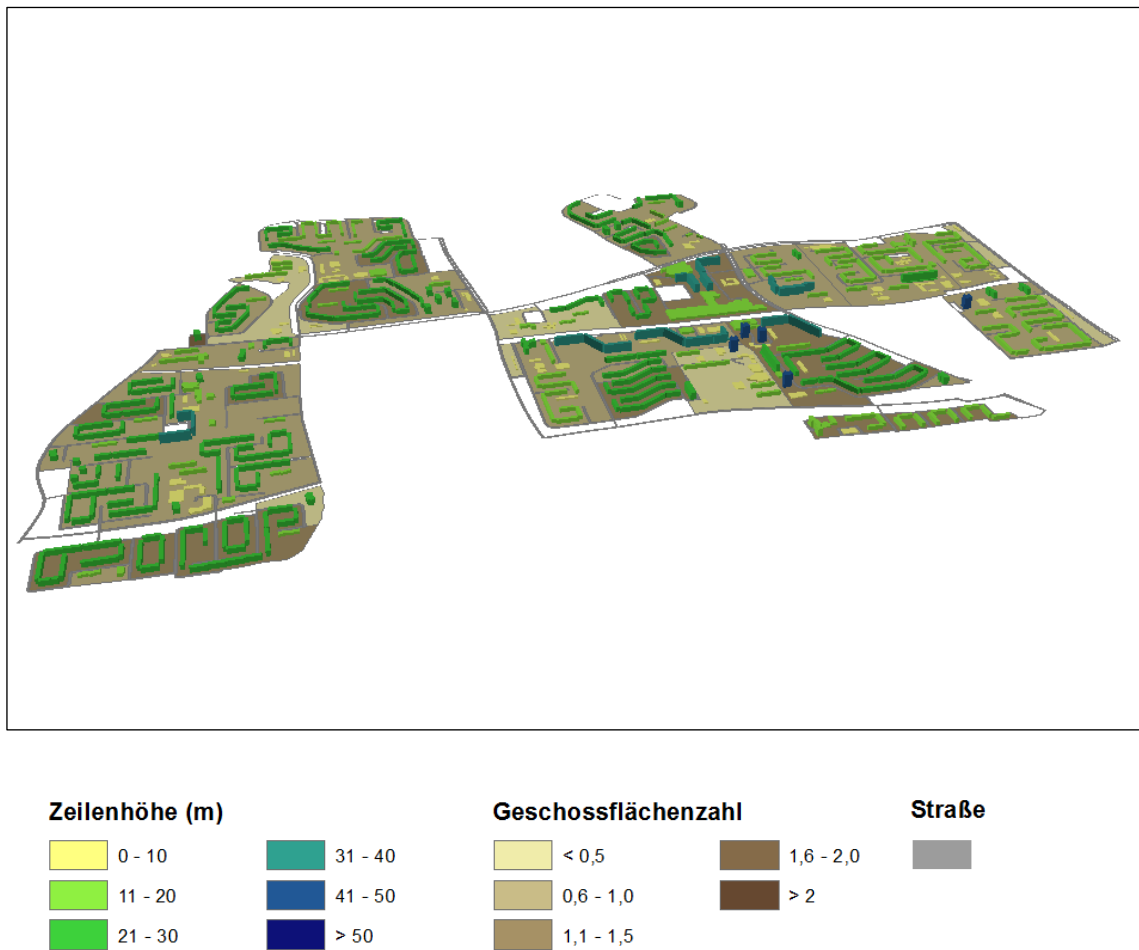 Zeilenhöhe (m)
0 - 10
11 - 20
21 - 30
31 - 40
41 - 50
> 50
Geschossflächenzahl
< 0,5
0,6 - 1,0
1,1 - 1,5
1,6 - 2,0
> 2
Straße